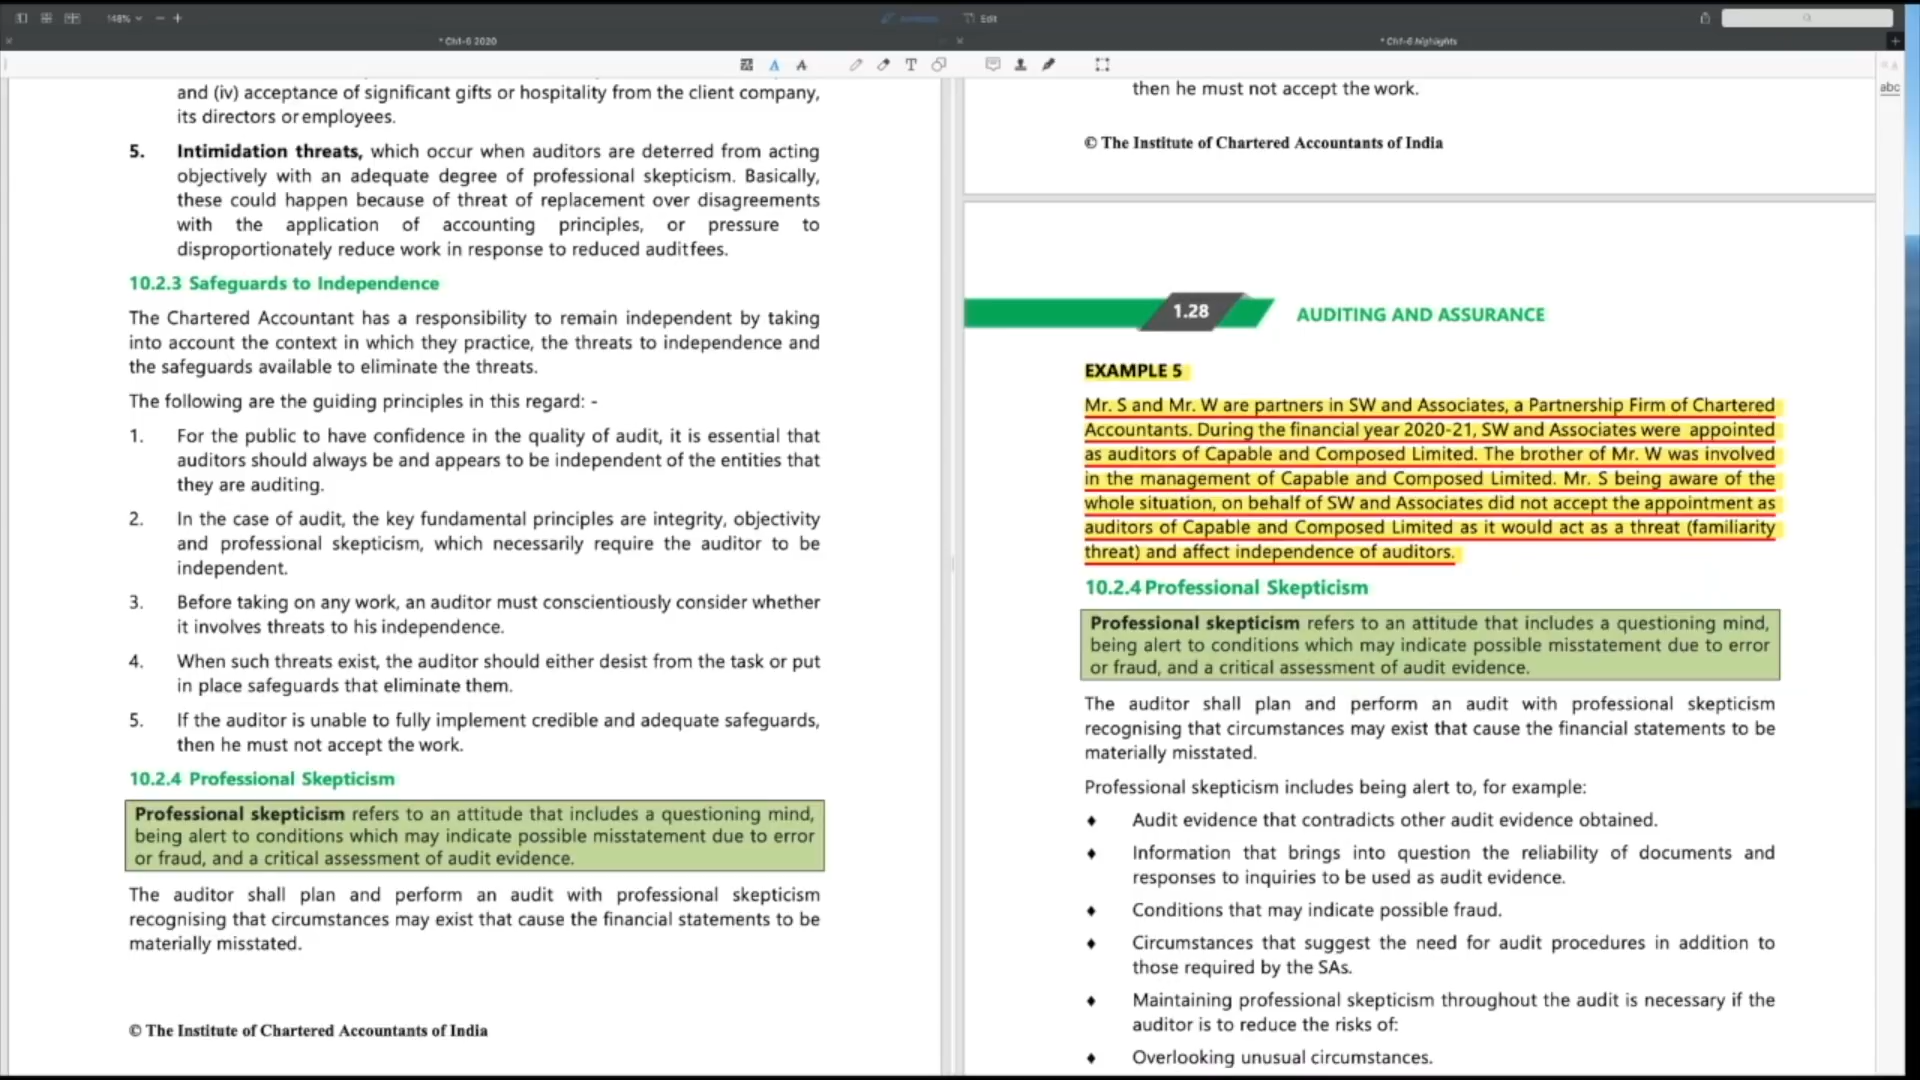 148%
Edit
* Ch1-6 2020
* Ch1-6 highlights
abc
and (iv) acceptance of significant gifts or hospitality from the client company,
its directors or employees.
5. Intimidation threats, which occur when auditors are deterred from acting
objectively with an adequate degree of professional skepticism. Basically,
these could happen because of threat of replacement over disagreements
with the application of accounting principles, or pressure to
disproportionately reduce work in response to reduced auditfees.
10.2.3 Safeguards to Independence
The Chartered Accountant has a responsibility to remain independent by taking
into account the context in which they practice, the threats to independence and
the safeguards available to eliminate the threats.
The following are the guiding principles in this regard: -
1. For the public to have confidence in the quality of audit, it is essential that
auditors should always be and appears to be independent of the entities that
they are auditing.
2. In the case of audit, the key fundamental principles are integrity, objectivity
and professional skepticism, which necessarily require the auditor to be
independent.
3. Before taking on any work, an auditor must conscientiously consider whether
it involves threats to his independence.
4. When such threats exist, the auditor should either desist from the task or put
in place safeguards that eliminate them.
5. If the auditor is unable to fully implement credible and adequate safeguards,
then he must not accept the work.
10.2.4 Professional Skepticism
Professional skepticism refers to an attitude that includes a questioning mind,
being alert to conditions which may indicate possible misstatement due to error
or fraud, and a critical assessment of audit evidence.
The auditor shall plan and perform an audit with professional skepticism
recognising that circumstances may exist that cause the financial statements to be
materially misstated.
© The Institute of Chartered Accountants of India
then he must not accept the work.
© The Institute of Chartered Accountants of India
1.28 AUDITING AND ASSURANCE
EXAMPLE 5
Mr. S and Mr. W are partners in SW and Associates, a Partnership Firm of Chartered
Accountants. During the financial year 2020-21, SW and Associates were appointed
as auditors of Capable and Composed Limited. The brother of Mr. W was involved
in the management of Capable and Composed Limited. Mr. S being aware of the
whole situation, on behalf of SW and Associates did not accept the appointment as
auditors of Capable and Composed Limited as it would act as a threat (familiarity
threat) and affect independence of auditors.
10.2.4 Professional Skepticism
Professional skepticism refers to an attitude that includes a questioning mind,
being alert to conditions which may indicate possible misstatement due to error
or fraud, and a critical assessment of audit evidence.
The auditor shall plan and perform an audit with professional skepticism
recognising that circumstances may exist that cause the financial statements to be
materially misstated.
Professional skepticism includes being alert to, for example:
♦ Audit evidence that contradicts other audit evidence obtained.
♦ Information that brings into question the reliability of documents and
responses to inquiries to be used as audit evidence.
♦ Conditions that may indicate possible fraud.
♦ Circumstances that suggest the need for audit procedures in addition to
those required by the SAs.
♦ Maintaining professional skepticism throughout the audit is necessary if the
auditor is to reduce the risks of:
♦ Overlooking unusual circumstances.